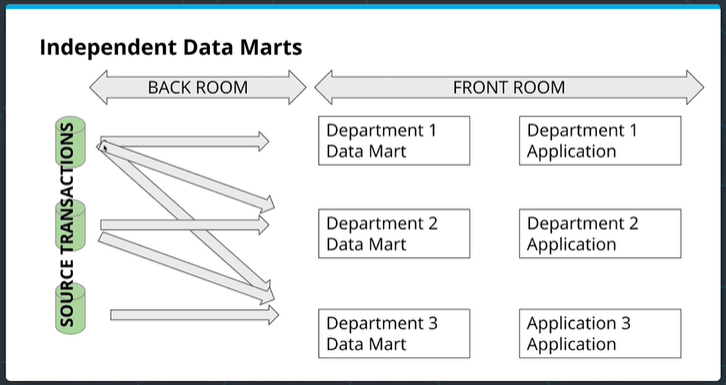 Independent Data Marts
BACK ROOM
FRONT ROOM
SOURCE TRANSACTIONS
Department 1
Data Mart
Department 1
Application
Department 2
Data Mart
Department 2
Application
Department 3
Data Mart
Application 3
Application